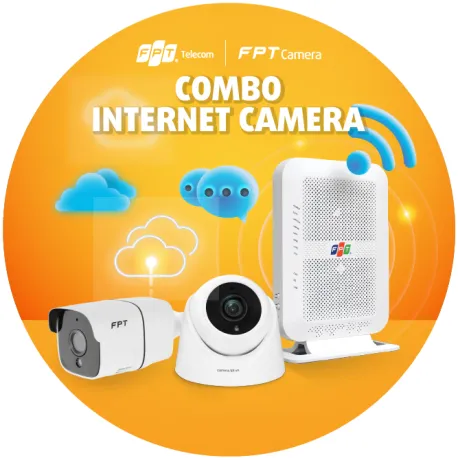 FPT Telecom | FPT Camera
COMBO
INTERNET CAMERA
FPT
FPT